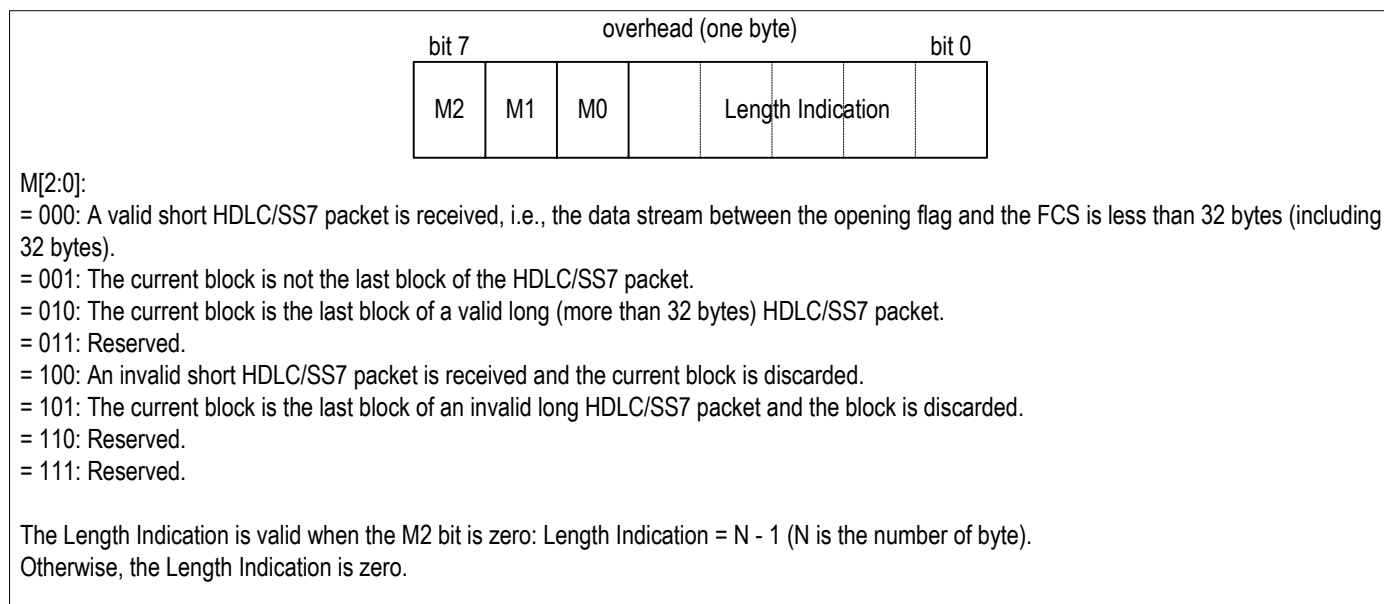 overhead (one byte)
bit 7 bit 0
M2 M1 M0 Length Indication
M[2:0]:
= 000: A valid short HDLC/SS7 packet is received, i.e., the data stream between the opening flag and the FCS is less than 32 bytes (including
32 bytes).
= 001: The current block is not the last block of the HDLC/SS7 packet.
= 010: The current block is the last block of a valid long (more than 32 bytes) HDLC/SS7 packet.
= 011: Reserved.
= 100: An invalid short HDLC/SS7 packet is received and the current block is discarded.
= 101: The current block is the last block of an invalid long HDLC/SS7 packet and the block is discarded.
= 110: Reserved.
= 111: Reserved.
The Length Indication is valid when the M2 bit is zero: Length Indication = N - 1 (N is the number of byte).
Otherwise, the Length Indication is zero.